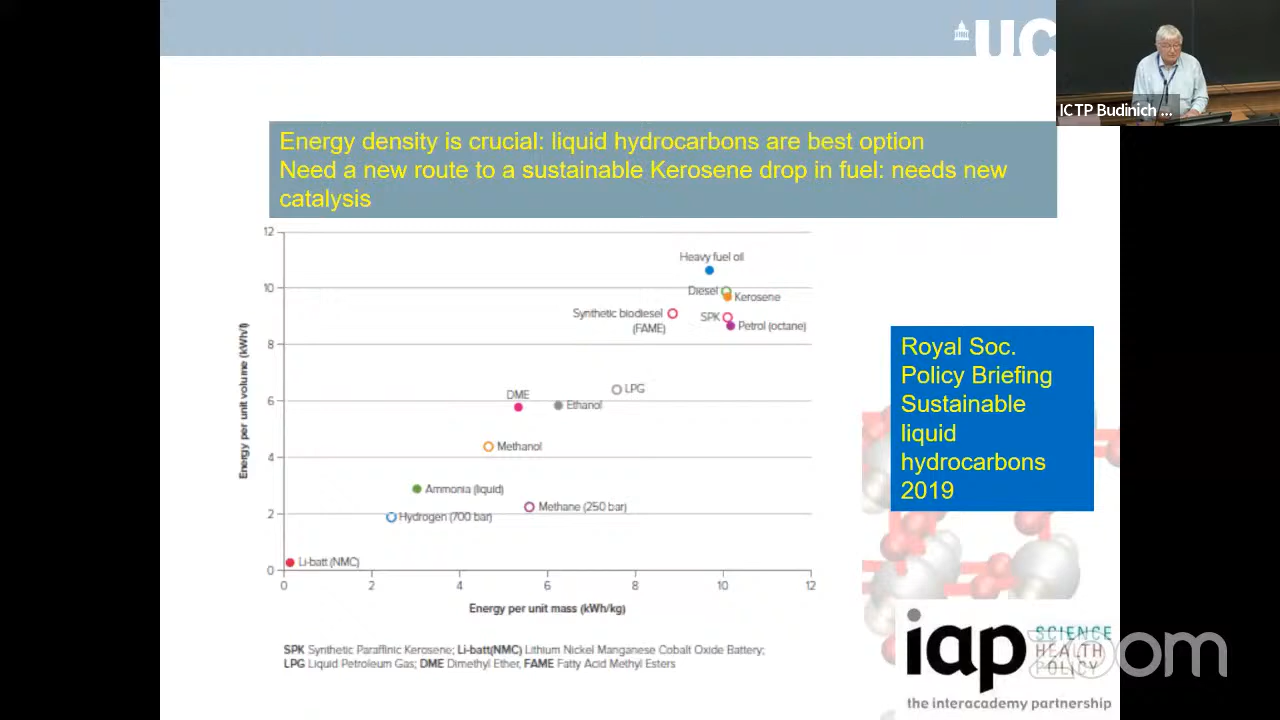 UC
ICTP Budinich ...
Energy density is crucial: liquid hydrocarbons are best option
Need a new route to a sustainable Kerosene drop in fuel: needs new
catalysis
Energy per unit volume (kWh/l)
12
10
8
6
4
2
0
Heavy fuel oil
Diesel
Kerosene
Synthetic biodiesel
(FAME)
SPK
Petrol (octane)
LPG
DME
Ethanol
Methanol
Ammonia (liquid)
Methane (250 bar)
Hydrogen (700 bar)
Li-batt (NMC)
0 2 4 6 8 10 12
Energy per unit mass (kWh/kg)
SPK Synthetic Paraffinic Kerosene; Li-batt(NMC) Lithium Nickel Manganese Cobalt Oxide Battery;
LPG Liquid Petroleum Gas; DME Dimethyl Ether, FAME Fatty Acid Methyl Esters
Royal Soc.
Policy Briefing
Sustainable
liquid
hydrocarbons
2019
iap
SCIENCE
HEALTH
POLICY
the interacademy partnership
zoom